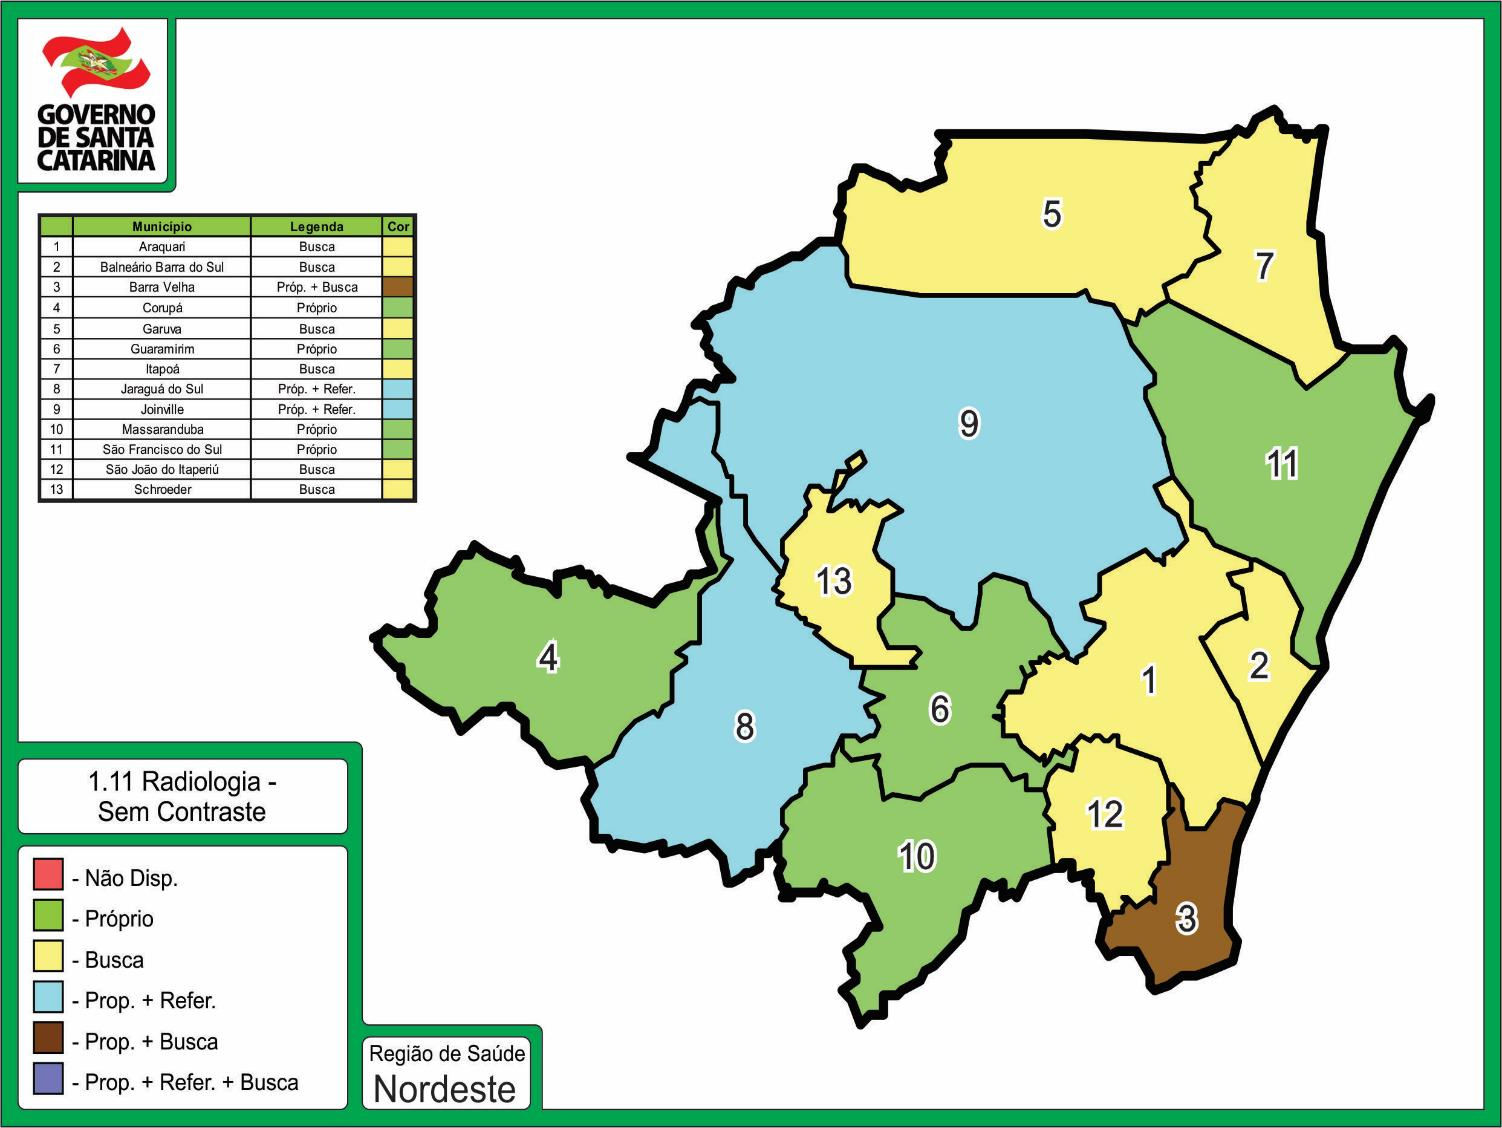 GOVERNO
DE SANTA
CATARINA
Município Legenda Cor
1 Araquari Busca
2 Balneário Barra do Sul Busca
3 Barra Velha Próp. + Busca
4 Corupá Próprio
5 Garuva Busca
6 Guaramirim Próprio
7 Itapoá Busca
8 Jaraguá do Sul Próp. + Refer.
9 Joinville Próp. + Refer.
10 Massaranduba Próprio
11 São Francisco do Sul Próprio
12 São João do Itaperiú Busca
13 Schroeder Busca
5
7
9
11
13
4
1
2
6
8
12
10
3
1.11 Radiologia -
Sem Contraste
- Não Disp.
- Próprio
- Busca
- Prop. + Refer.
- Prop. + Busca
- Prop. + Refer. + Busca
Região de Saúde
Nordeste